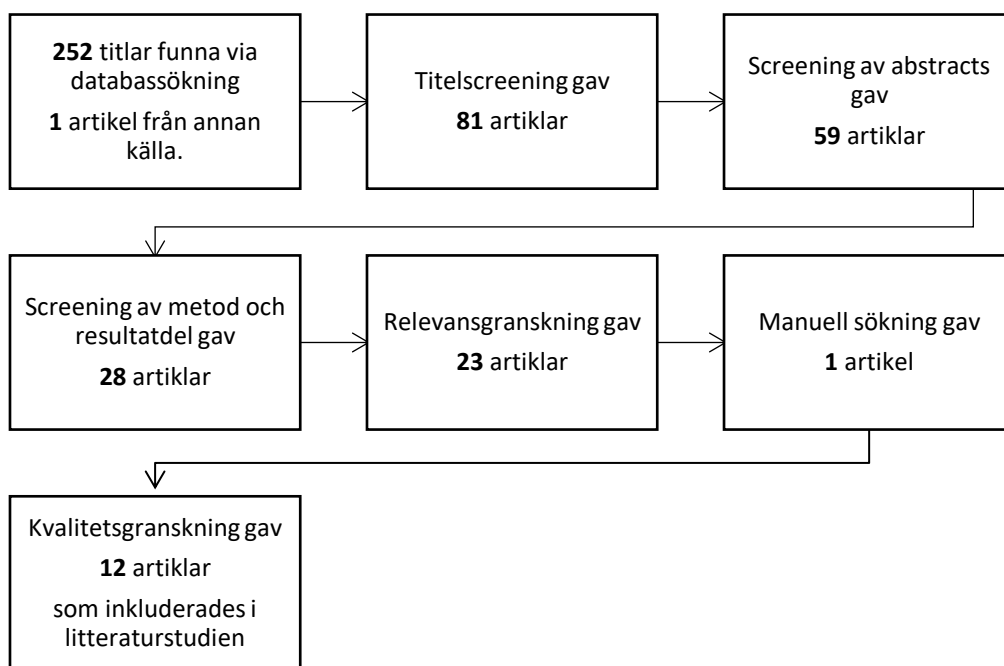 252 titlar funna via
databassökning
1 artikel från annan
källa.
Titelscreening gav
81 artiklar
Screening av abstracts
gav
59 artiklar
Screening av metod och
resultatdel gav
28 artiklar
Relevansgranskning gav
23 artiklar
Manuell sökning gav
1 artikel
Kvalitetsgranskning gav
12 artiklar
som inkluderades i
litteraturstudien